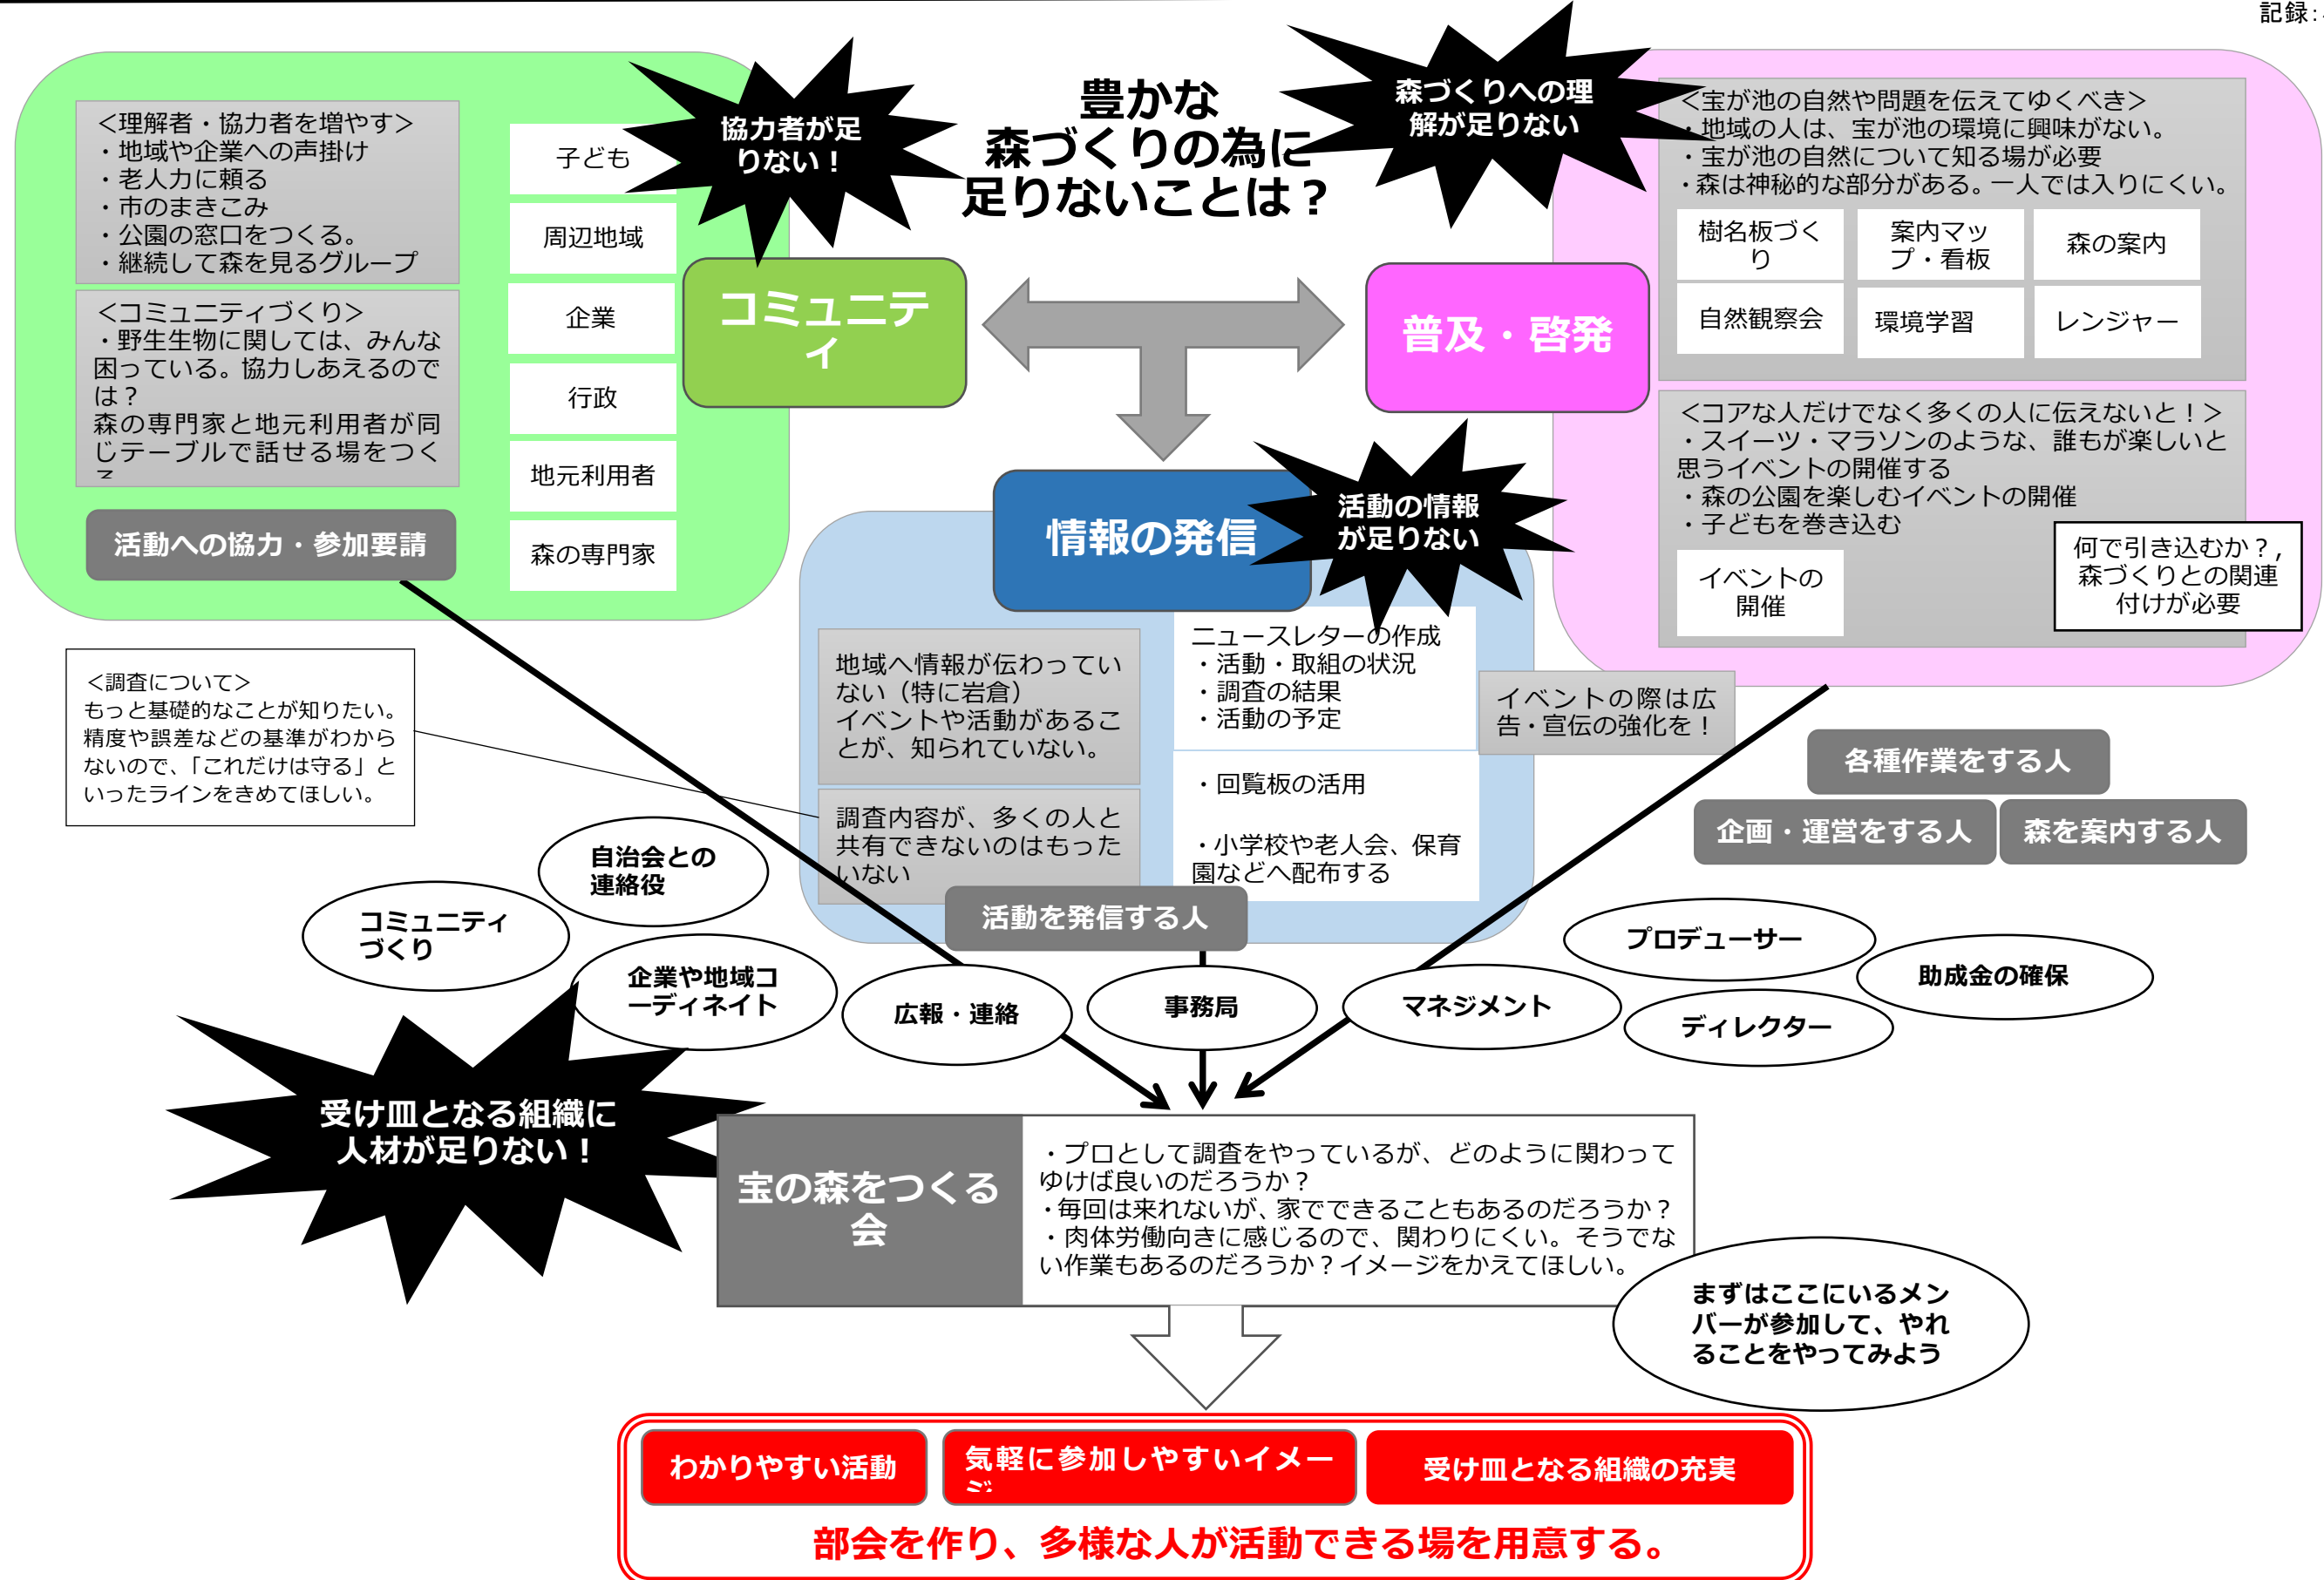 記録:
豊かな
森づくりの為に
足りないことは？
協力者が足
りない！
森づくりへの理
解が足りない
＜理解者・協力者を増やす＞
・地域や企業への声掛け
・老人力に頼る
・市のまきこみ
・公園の窓口をつくる。
・継続して森を見るグループ
＜コミュニティづくり＞
・野生生物に関しては、みんな
困っている。協力しあえるので
は？
森の専門家と地元利用者が同
じテーブルで話せる場をつく
活動への協力・参加要請
子ども
周辺地域
企業
行政
地元利用者
森の専門家
コミュニテ
ィ
普及・啓発
＜宝が池の自然や問題を伝えてゆくべき＞
・地域の人は、宝が池の環境に興味がない。
・宝が池の自然について知る場が必要
・森は神秘的な部分がある。一人では入りにくい。
樹名板づく
り
案内マッ
プ・看板
森の案内
自然観察会
環境学習
レンジャー
＜コアな人だけでなく多くの人に伝えないと！＞
・スイーツ・マラソンのような、誰もが楽しいと
思うイベントの開催する
・森の公園を楽しむイベントの開催
・子どもを巻き込む
イベントの
開催
何で引き込むか？,
森づくりとの関連
付けが必要
情報の発信
活動の情報
が足りない
地域へ情報が伝わってい
ない（特に岩倉）
イベントや活動があるこ
とが、知られていない。
調査内容が、多くの人と
共有できないのはもった
いない
ニュースレターの作成
・活動・取組の状況
・調査の結果
・活動の予定
・回覧板の活用
・小学校や老人会、保育
園などへ配布する
イベントの際は広
告・宣伝の強化を！
活動を発信する人
＜調査について＞
もっと基礎的なことが知りたい。
精度や誤差などの基準がわから
ないので、「これだけは守る」と
いったラインをきめてほしい。
各種作業をする人
企画・運営をする人
森を案内する人
自治会との
連絡役
コミュニティ
づくり
企業や地域コ
ーディネイト
広報・連絡
事務局
マネジメント
プロデューサー
助成金の確保
ディレクター
受け皿となる組織に
人材が足りない！
宝の森をつくる
会
・プロとして調査をやっているが、どのように関わって
ゆけば良いのだろうか？
・毎回は来れないが、家でできることもあるのだろうか？
・肉体労働向きに感じるので、関わりにくい。そうでな
い作業もあるのだろうか？イメージをかえてほしい。
まずはここにいるメン
バーが参加して、やれ
ることをやってみよう
わかりやすい活動
気軽に参加しやすいイメー
ジ
受け皿となる組織の充実
部会を作り、多様な人が活動できる場を用意する。